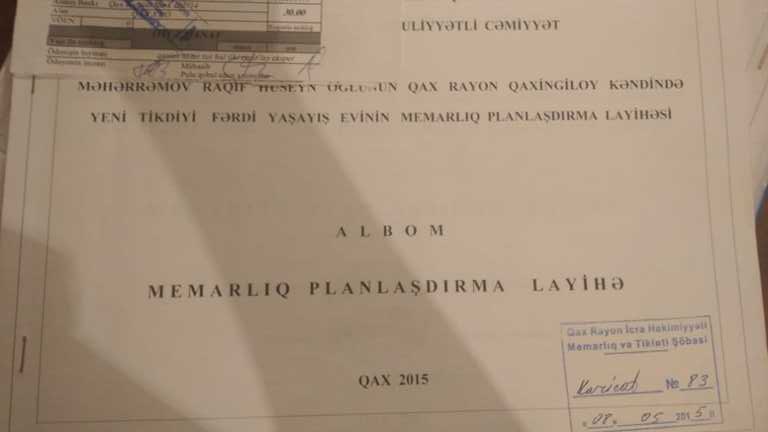 30.00
ULİYYƏTLİ CƏMİYYƏT
MƏHƏRRƏMOV RAQİF HÜSEYN OĞLUNUN QAX RAYON QAXİNGİLOY KƏNDİNDƏ
YENİ TİKDİYİ FƏRDİ YAŞAYIŞ EVİNİN MEMARLIQ PLANLAŞDIRMA LAYİHƏSİ
ALBOM
MEMARLIQ PLANLAŞDIRMA LAYİHƏ
Qax Rayon İcra Hakimiyyəti
Memarlıq və Tikinti Şöbəsi
№ 83
QAX 2015
"08" 05 2015